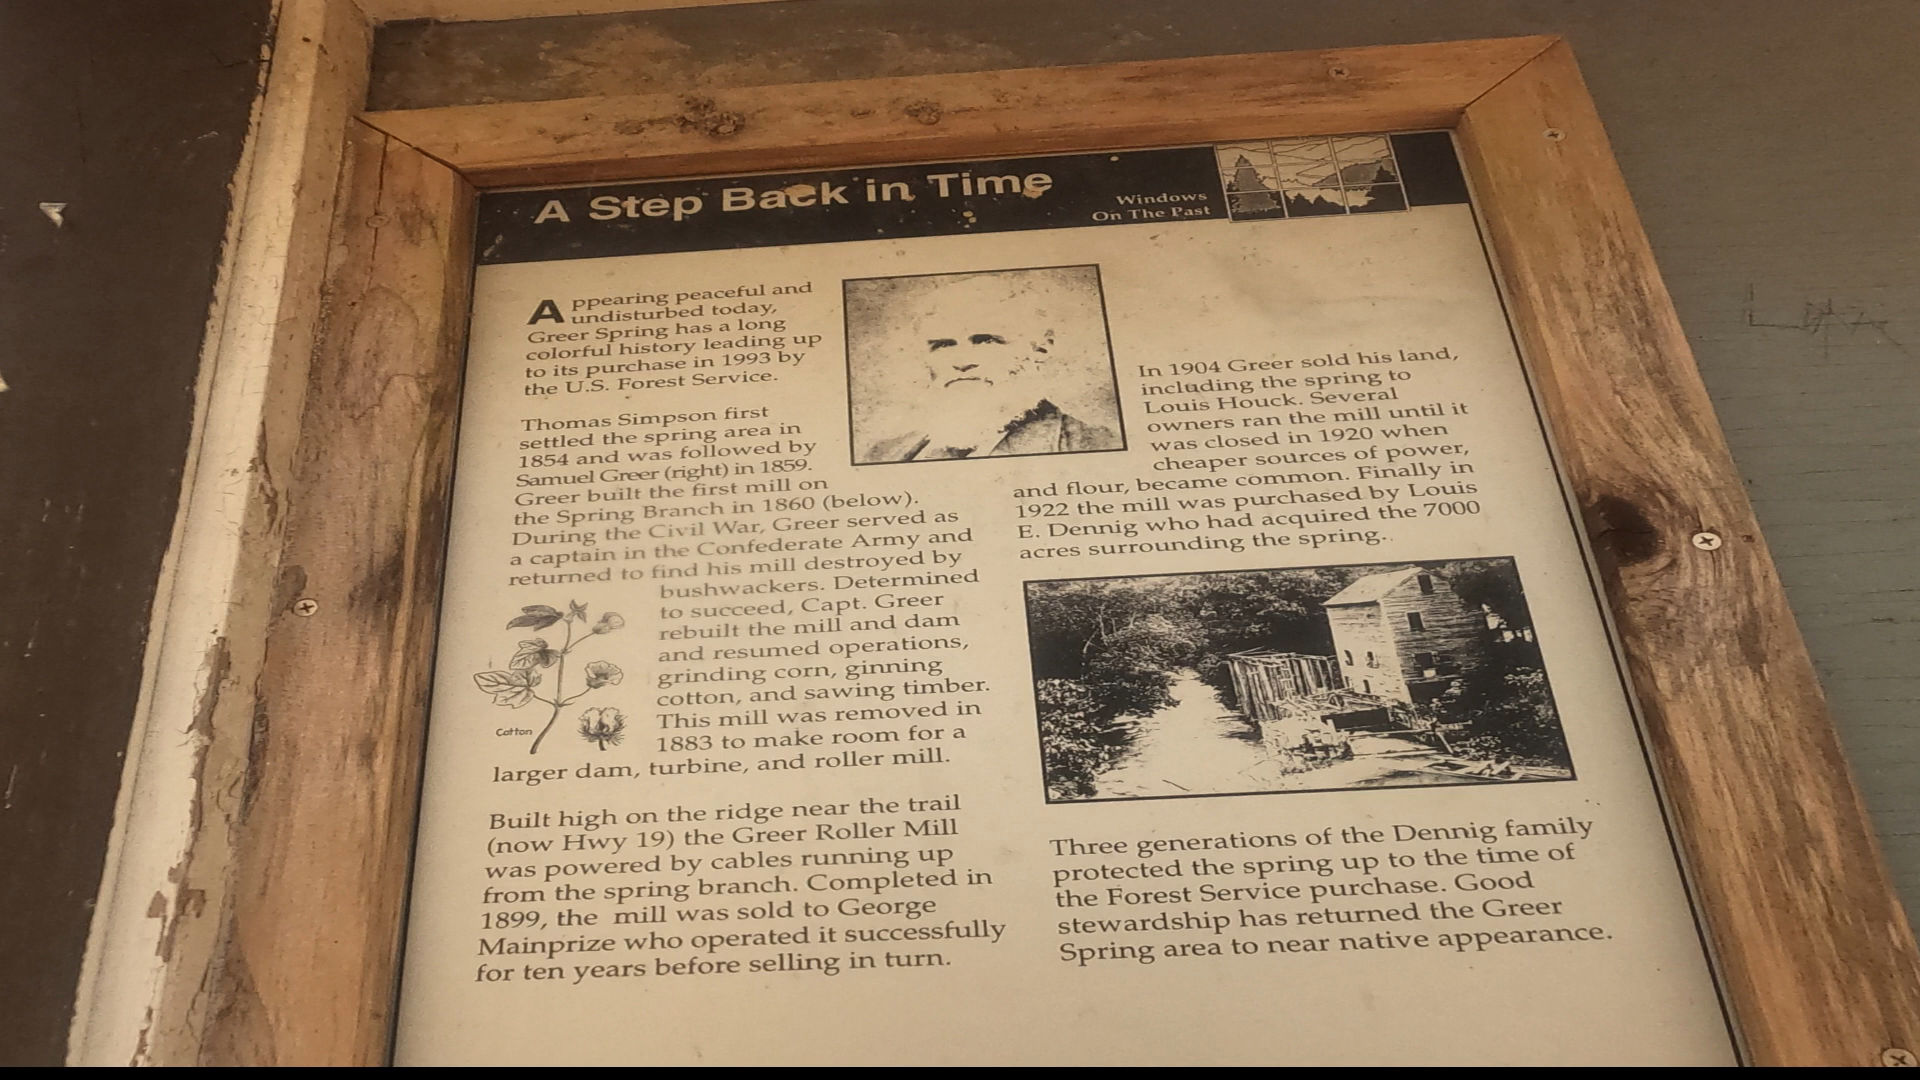 A Step Back in Time
Windows
On The Past
Appearing peaceful and
undisturbed today,
Greer Spring has a long
colorful history leading up
to its purchase in 1993 by
the U.S. Forest Service.
Thomas Simpson first
settled the spring area in
1854 and was followed by
Samuel Greer (right) in 1859.
Greer built the first mill on
the Spring Branch in 1860 (below).
During the Civil War, Greer served as
a captain in the Confederate Army and
returned to find his mill destroyed by
bushwackers. Determined
to succeed, Capt. Greer
rebuilt the mill and dam
and resumed operations,
grinding corn, ginning
cotton, and sawing timber.
This mill was removed in
1883 to make room for a
larger dam, turbine, and roller mill.
Cotton
Built high on the ridge near the trail
(now Hwy 19) the Greer Roller Mill
was powered by cables running up
from the spring branch. Completed in
1899, the mill was sold to George
Mainprize who operated it successfully
for ten years before selling in turn.
In 1904 Greer sold his land,
including the spring to
Louis Houck. Several
owners ran the mill until it
was closed in 1920 when
cheaper sources of power,
and flour, became common. Finally in
1922 the mill was purchased by Louis
E. Dennig who had acquired the 7000
acres surrounding the spring.
Three generations of the Dennig family
protected the spring up to the time of
the Forest Service purchase. Good
stewardship has returned the Greer
Spring area to near native appearance.